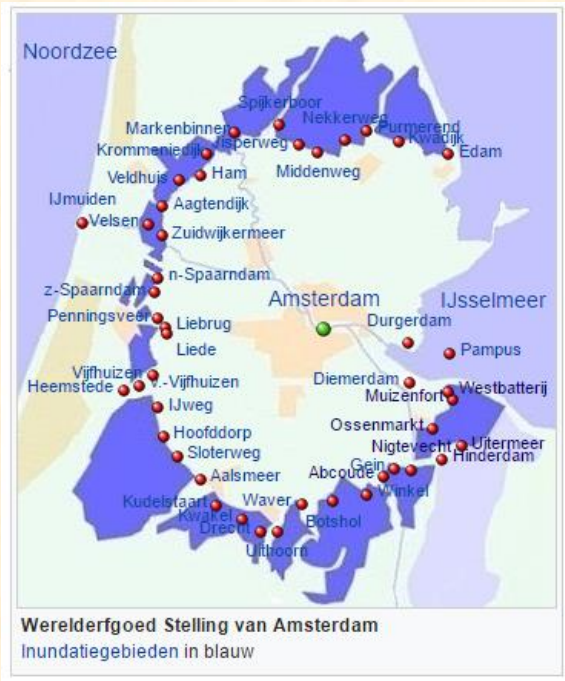 Noordzee
Spijkerboor
Nekkerweg
Markenbinnen
Jisperweg
Purmerend
Kwadijk
Krommeniedijk
Edam
Middenweg
Veldhuis
Ham
IJmuiden
Aagtendijk
Velsen
Zuidwijkermeer
n-Spaarndam
z-Spaarndam
Amsterdam
IJsselmeer
Penningsveer
Liebrug
Durgerdam
Liede
Pampus
Vijfhuizen
Diemerdam
Heemstede
v.-Vijfhuizen
Westbatterij
Muizenfort
IJweg
Ossenmarkt
Hoofddorp
Nigtevecht
Uitermeer
Sloterweg
Hinderdam
Gein
Abcoude
Aalsmeer
Winkel
Kudelstaart
Waver
Kwakel
Botshol
Drecht
Uithoorn
Werelderfgoed Stelling van Amsterdam
Inundatiegebieden in blauw